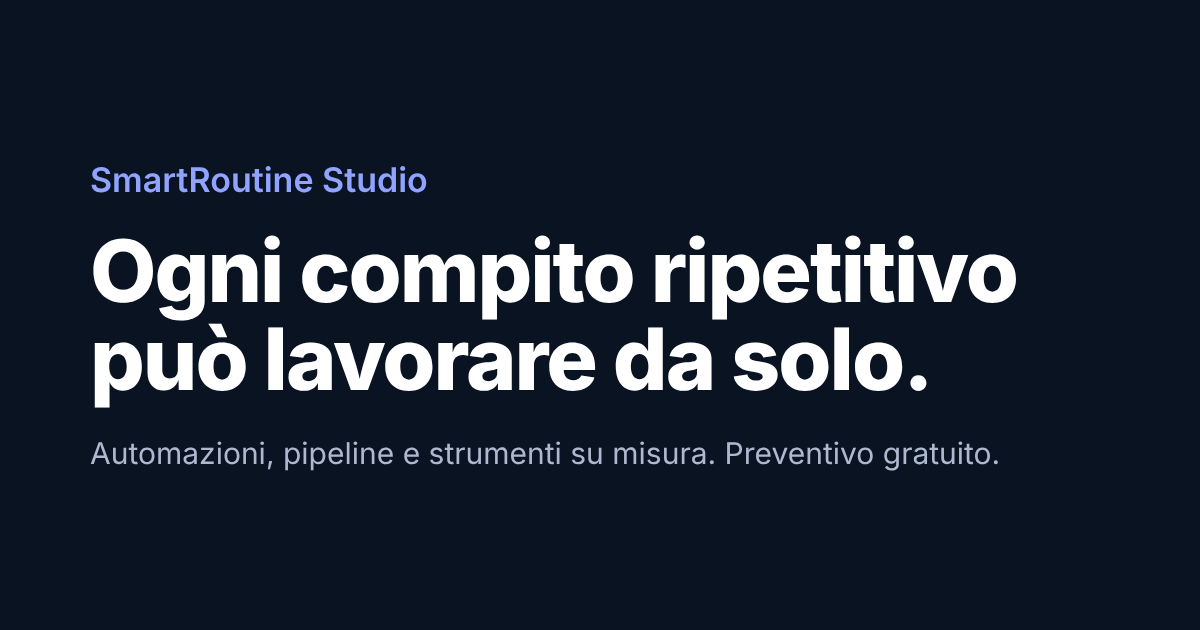 SmartRoutine Studio
Ogni compito ripetitivo
può lavorare da solo.
Automazioni, pipeline e strumenti su misura. Preventivo gratuito.